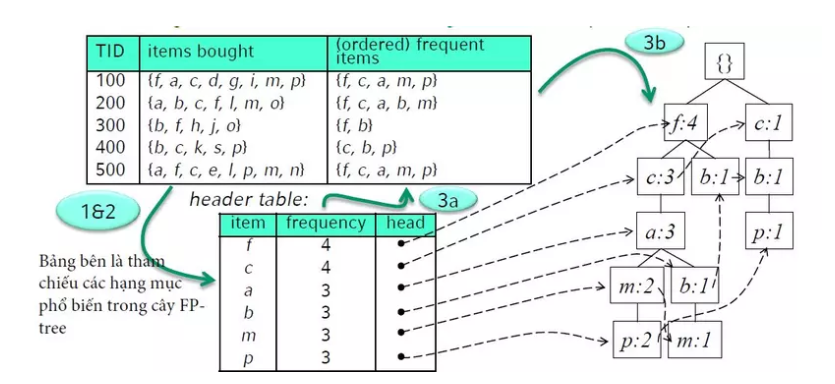 3b
TID items bought (ordered) frequent items
100 {f, a, c, d, g, i, m, p} {f, c, a, m, p}
200 {a, b, c, f, l, m, o} {f, c, a, b, m}
300 {b, f, h, j, o} {f, b}
400 {b, c, k, s, p} {c, b, p}
500 {a, f, c, e, l, p, m, n} {f, c, a, m, p}
1&2
header table:
3a
item frequency head
f 4
c 4
a 3
b 3
m 3
p 3
Bảng bên là tham
chiếu các hạng mục
phổ biến trong cây FP-
tree
{}
f:4 c:1
c:3 b:1 b:1
a:3 p:1
m:2 b:1
p:2 m:1